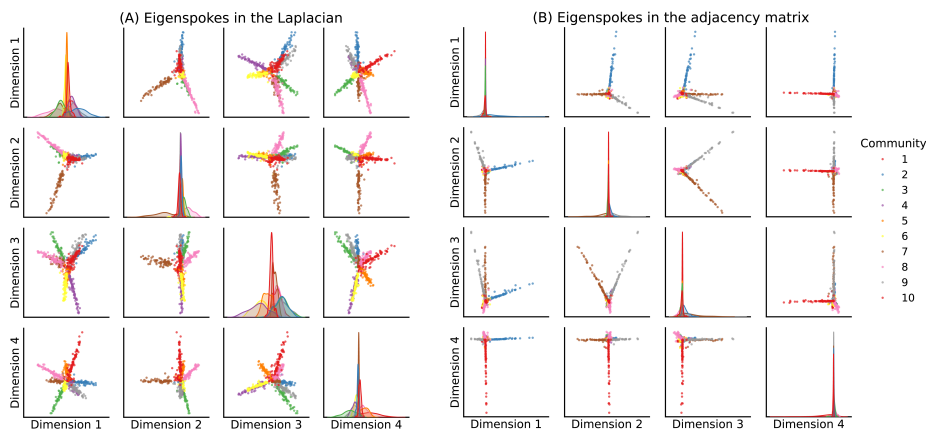 (A) Eigenspokes in the Laplacian
(B) Eigenspokes in the adjacency matrix
Dimension 1
Dimension 2
Dimension 3
Dimension 4
Dimension 1
Dimension 2
Dimension 3
Dimension 4
Dimension 1
Dimension 2
Dimension 3
Dimension 4
Dimension 1
Dimension 2
Dimension 3
Dimension 4
Community
1
2
3
4
5
6
7
8
9
10